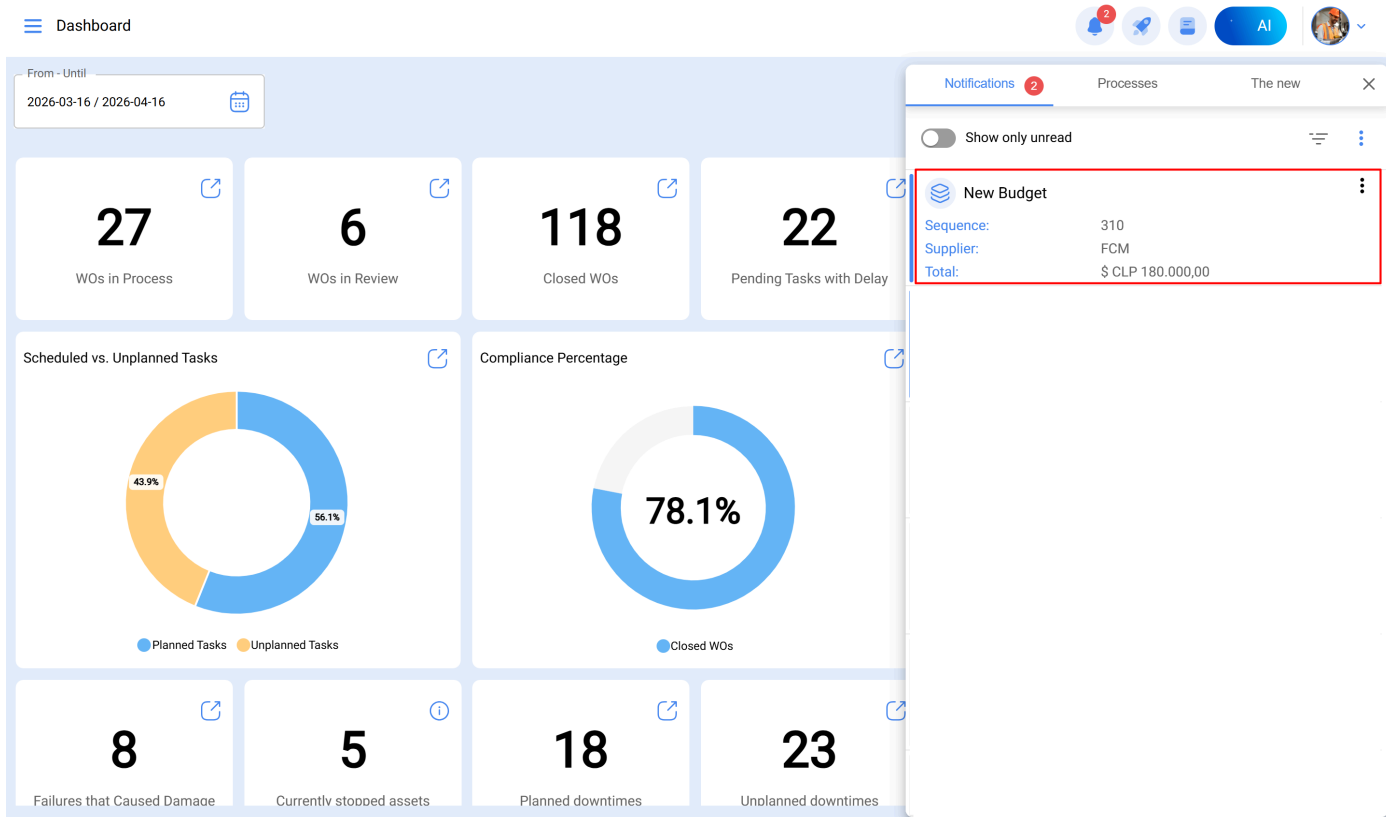 Dashboard
2
AI
From - Until
2026-03-16 / 2026-04-16
Notifications 2
Processes
The new
Show only unread
New Budget
Sequence: 310
Supplier: FCM
Total: $ CLP 180.000,00
27
WOs in Process
6
WOs in Review
118
Closed WOs
22
Pending Tasks with Delay
Scheduled vs. Unplanned Tasks
43.9%
56.1%
Planned Tasks Unplanned Tasks
Compliance Percentage
78.1%
Closed WOs
8
Failures that Caused Damage
5
Currently stopped assets
18
Planned downtimes
23
Unplanned downtimes